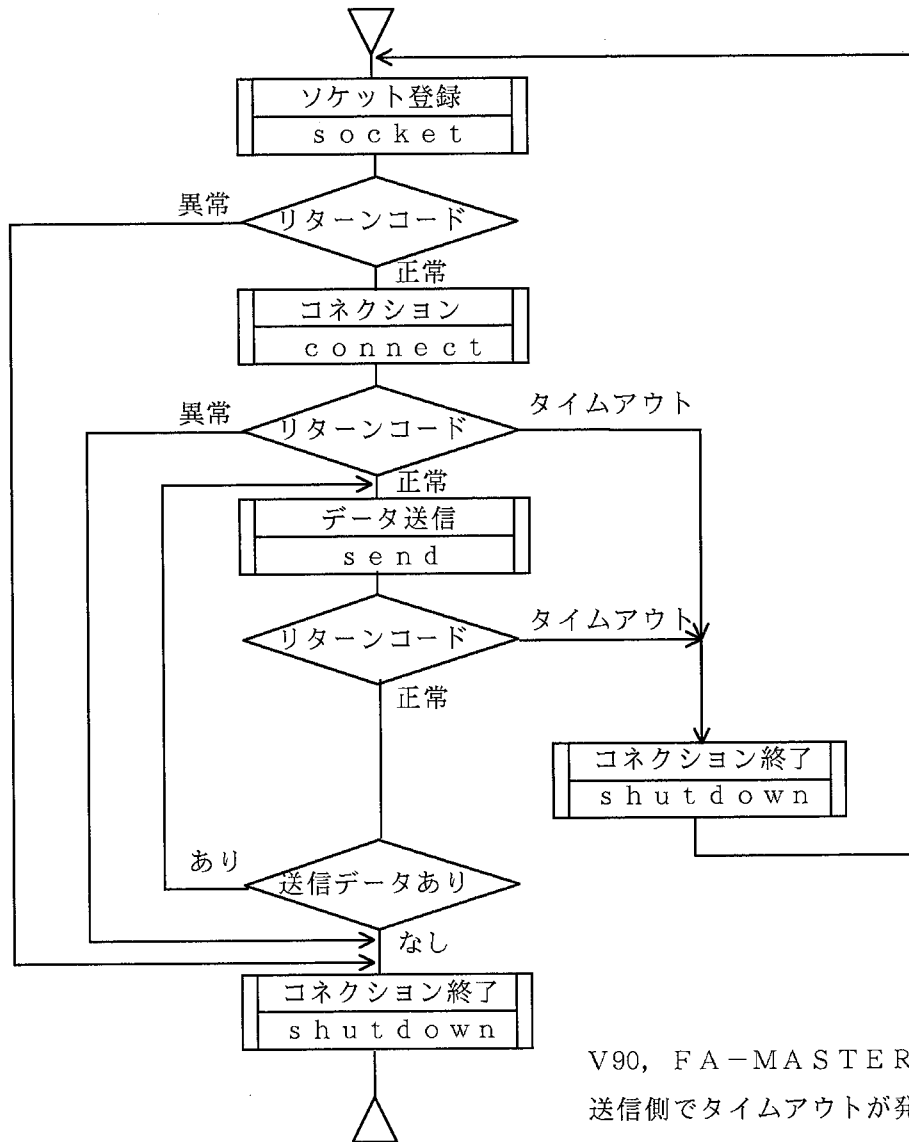 ソケット登録
ｓｏｃｋｅｔ
異常
リターンコード
正常
コネクション
ｃｏｎｎｅｃｔ
異常
リターンコード
タイムアウト
正常
データ送信
ｓｅｎｄ
リターンコード
タイムアウト
正常
コネクション終了
ｓｈｕｔｄｏｗｎ
あり
送信データあり
なし
コネクション終了
ｓｈｕｔｄｏｗｎ
V90, ＦＡ－ＭＡＳＴＥＲ
送信側でタイムアウトが発